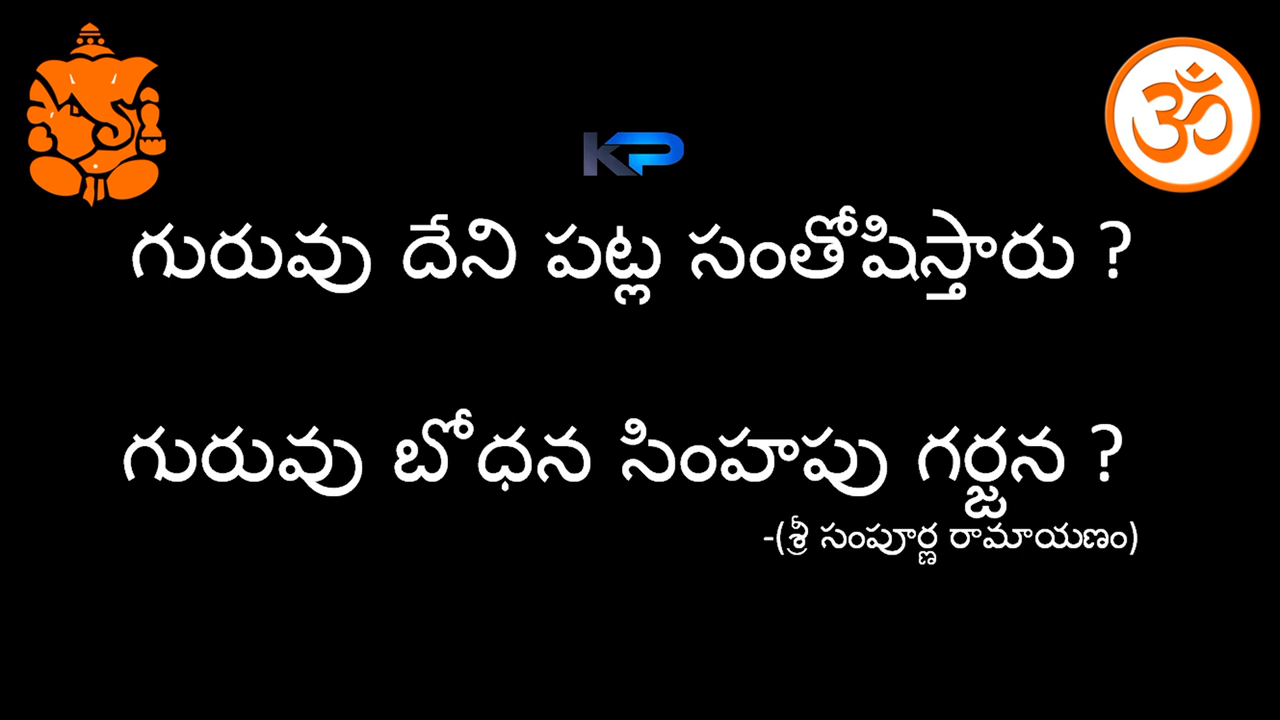 ॐ
KP
గురువు దేని పట్ల సంతోషిస్తారు ?
గురువు బోధన సింహపు గర్జన ?
-(శ్రీ సంపూర్ణ రామాయణం)